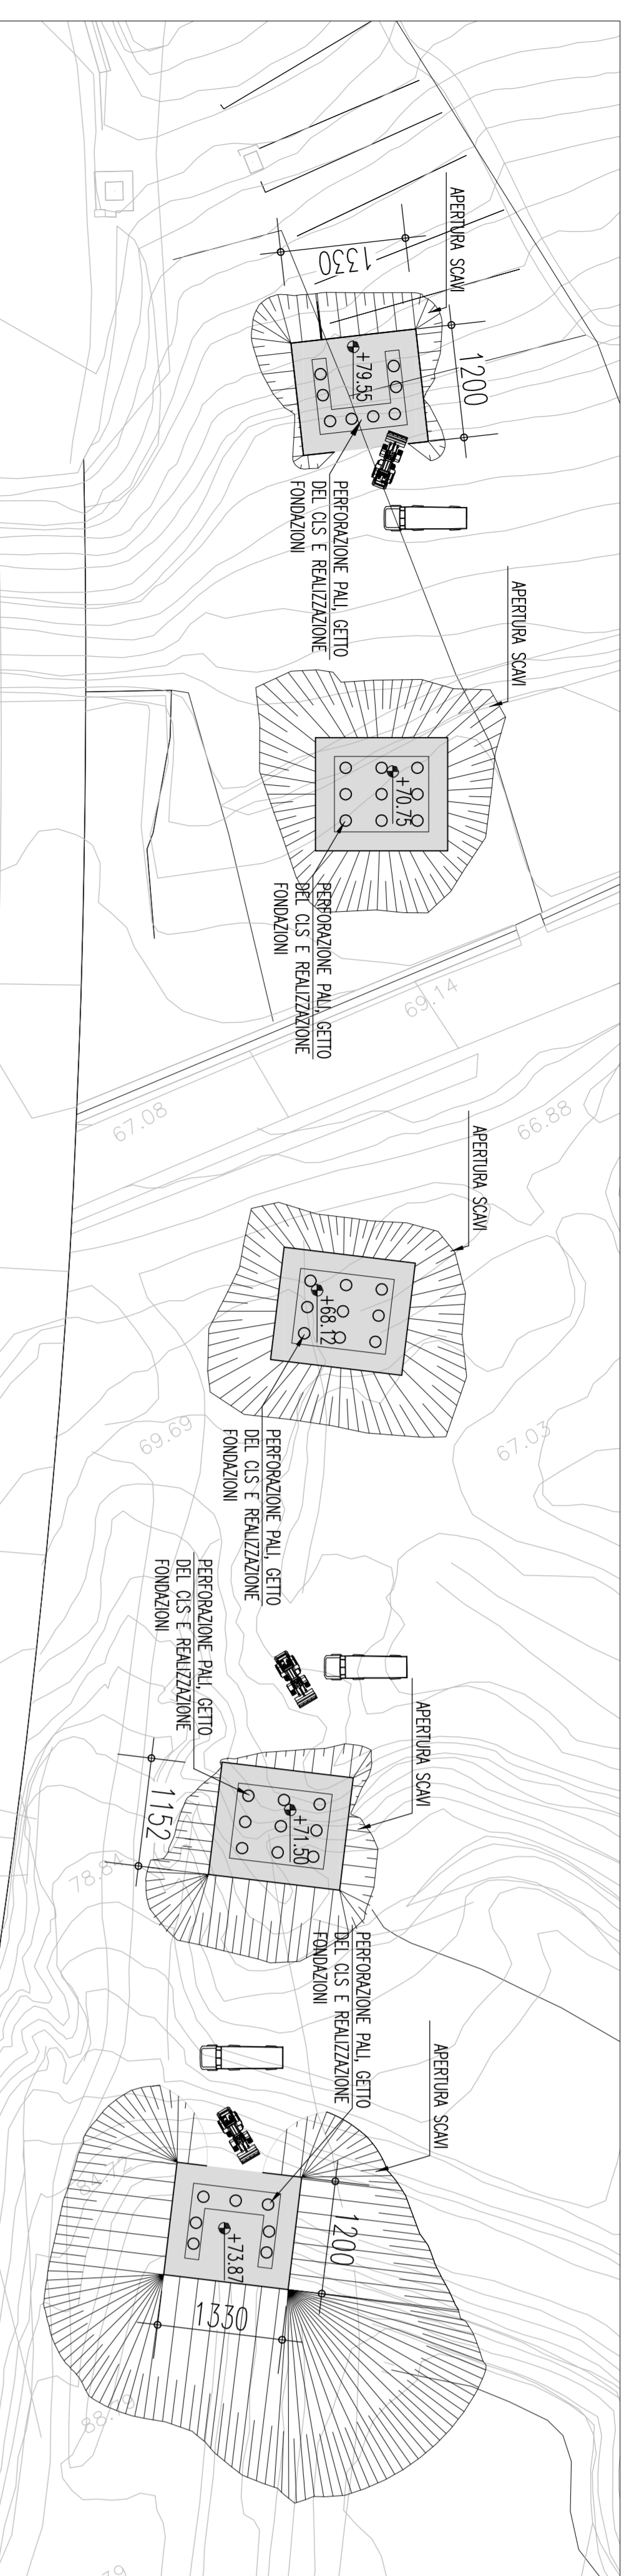 APERTURA SCAVI
1330
1200
+79.55
PERFORAZIONE PALI, GETTO
DEL CLS E REALIZZAZIONE
FONDAZIONI
APERTURA SCAVI
+70.75
PERFORAZIONE PALI, GETTO
DEL CLS E REALIZZAZIONE
FONDAZIONI
69.14
67.08
66.88
APERTURA SCAVI
+68.12
PERFORAZIONE PALI, GETTO
DEL CLS E REALIZZAZIONE
FONDAZIONI
69.69
67.03
PERFORAZIONE PALI, GETTO
DEL CLS E REALIZZAZIONE
FONDAZIONI
APERTURA SCAVI
1152
+71.50
78.84
PERFORAZIONE PALI, GETTO
DEL CLS E REALIZZAZIONE
FONDAZIONI
APERTURA SCAVI
1200
+73.87
1330